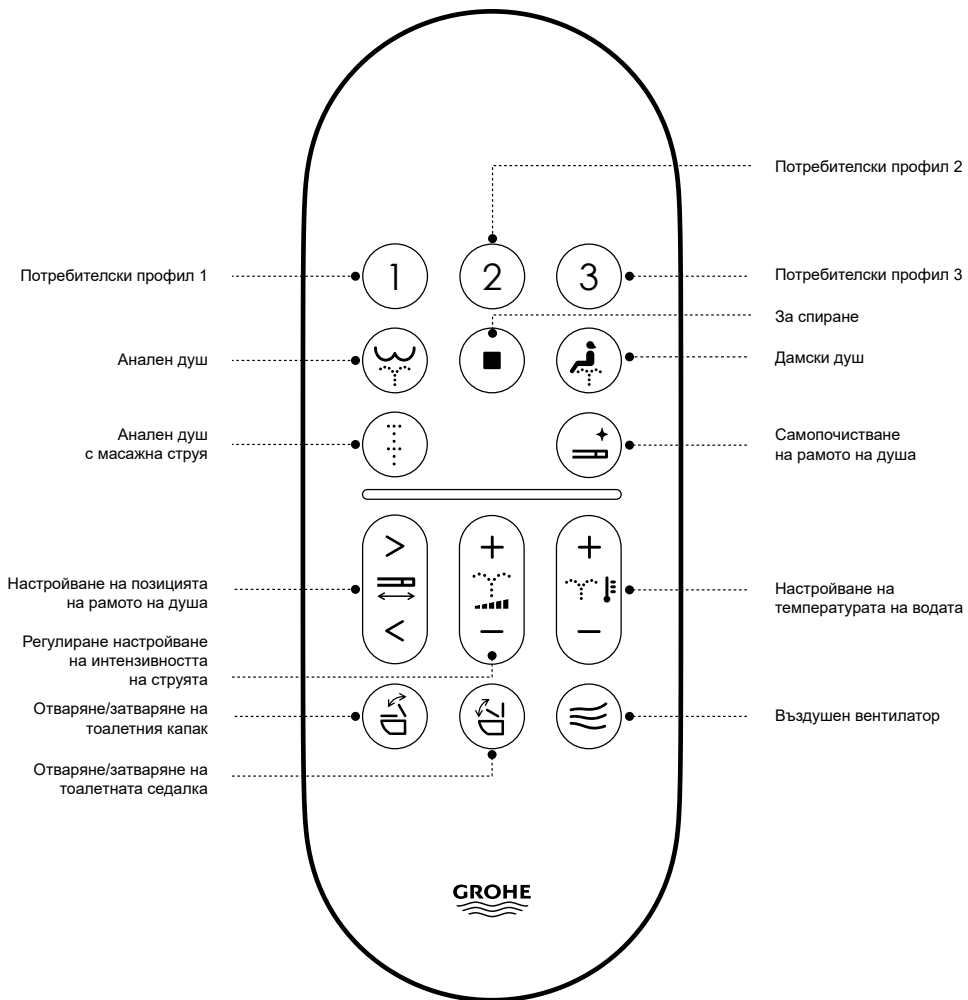 Потребителски профил 2
Потребителски профил 1
1
2
3
Потребителски профил 3
За спиране
Анален душ
Дамски душ
Анален душ
с масажна струя
Самопочистване
на рамото на душа
Настройване на позицията
на рамото на душа
Настройване на
температурата на водата
Регулиране настройване
на интензивността
на струята
Отваряне/затваряне на
тоалетния капак
Въздушен вентилатор
Отваряне/затваряне на
тоалетната седалка
GROHE